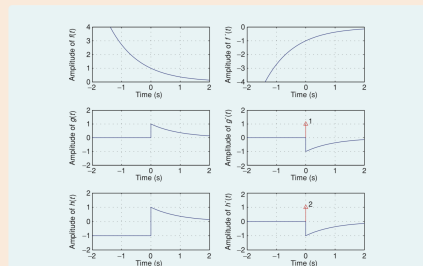 Amplitude of f(t)
4
3
2
1
0
−2 −1 0 1 2
Time (s)
Amplitude of f′(t)
0
−1
−2
−3
−4
−2 −1 0 1 2
Time (s)
Amplitude of g(t)
2
1
0
−1
−2
−2 −1 0 1 2
Time (s)
Amplitude of g′(t)
2
1
0
−1
−2
1
−2 −1 0 1 2
Time (s)
Amplitude of h(t)
2
1
0
−1
−2
−2 −1 0 1 2
Time (s)
Amplitude of h′(t)
2
1
0
−1
−2
2
−2 −1 0 1 2
Time (s)